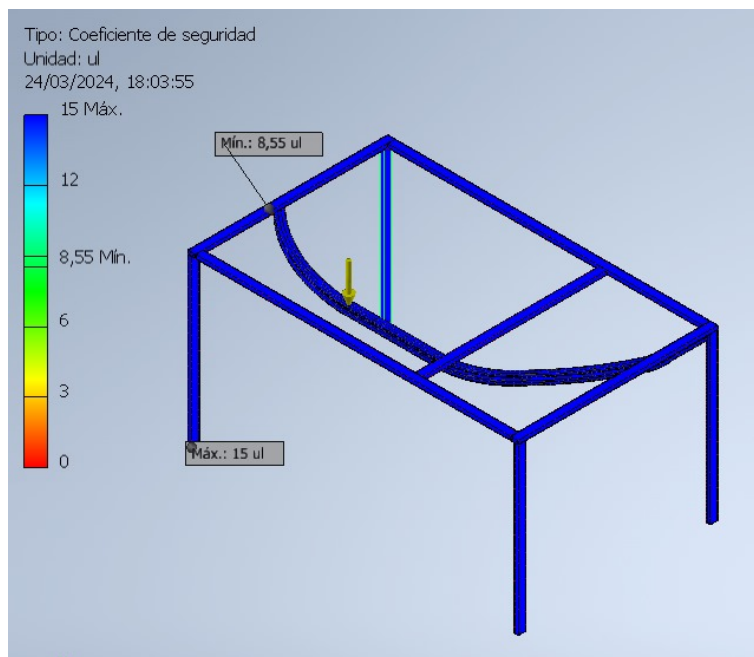 Tipo: Coeficiente de seguridad
Unidad: ul
24/03/2024, 18:03:55
15 Máx.
12
8,55 Mín.
6
3
0
Mín.: 8,55 ul
Máx.: 15 ul